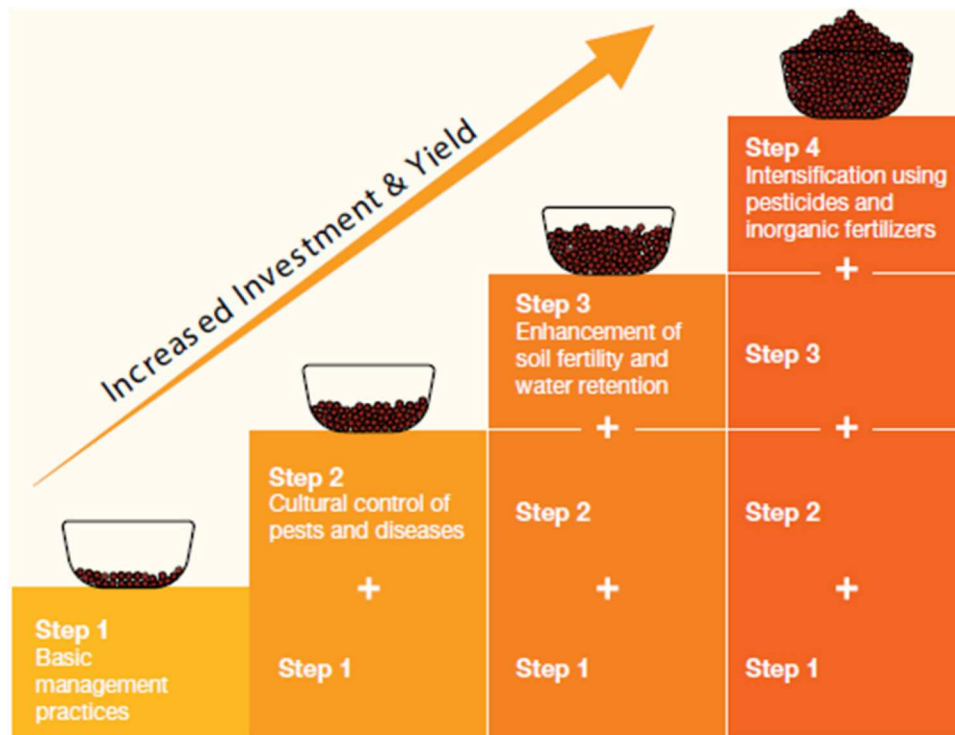 Increased Investment & Yield
Step 4
Intensification using
pesticides and
inorganic fertilizers
+
Step 3
Enhancement of
soil fertility and
water retention
+
Step 3
+
Step 2
Cultural control of
pests and diseases
+
Step 2
+
Step 2
+
Step 1
Basic
management
practices
+
Step 1
Step 1
+
Step 1